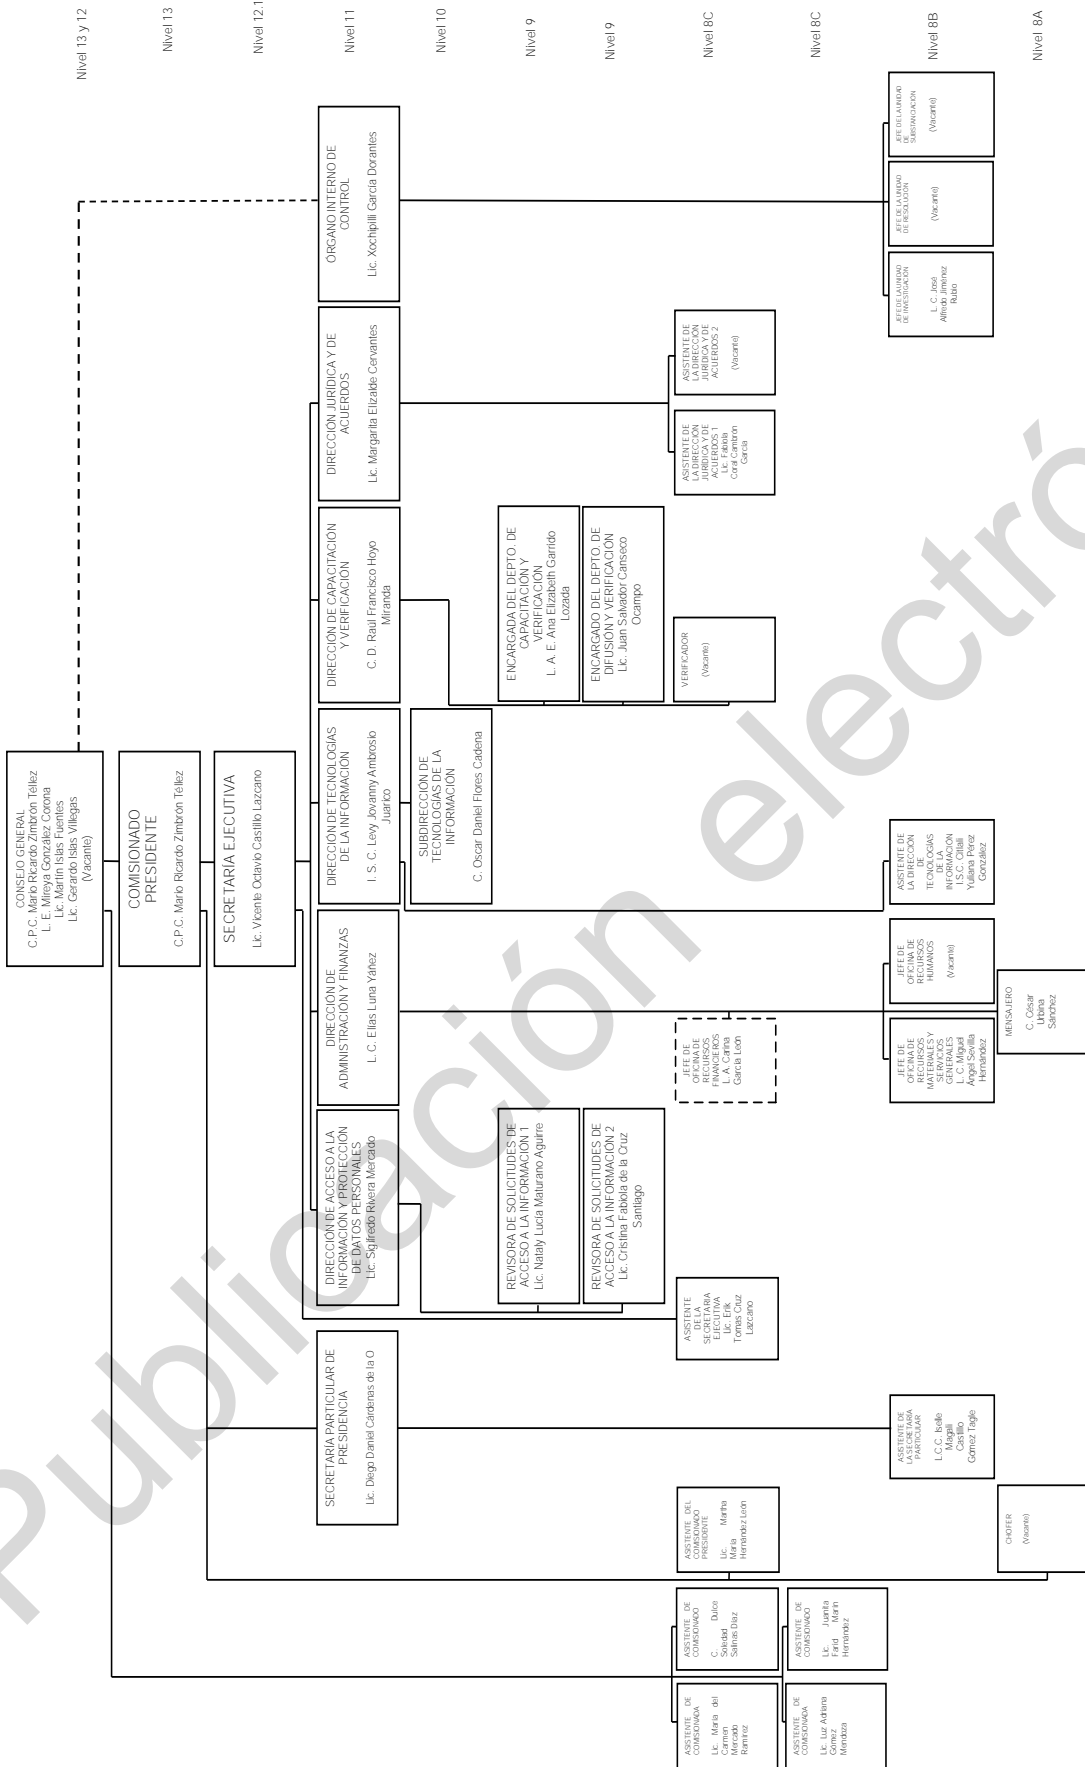 Nivel 13 y 12
Nivel 13
Nivel 12.1
Nivel 11
Nivel 10
Nivel 9
Nivel 9
Nivel 8C
Nivel 8C
Nivel 8B
Nivel 8A
CONSEJO GENERAL
C.P.C. Mario Ricardo Zimbrón Téllez
L. E. Mireya González Corona
Lic. Martín Islas Fuentes
Lic. Gerardo Islas Villegas
(Vacante)
COMISIONADO
PRESIDENTE
C.P.C. Mario Ricardo Zimbrón Téllez
SECRETARÍA EJECUTIVA
Lic. Vicente Octavio Castillo Lazcano
SECRETARÍA PARTICULAR DE
PRESIDENCIA
Lic. Diego Daniel Cárdenas de la O
DIRECCIÓN DE ACCESO A LA
INFORMACIÓN Y PROTECCIÓN
DE DATOS PERSONALES
Lic. Sigifredo Rivera Mercado
DIRECCIÓN DE
ADMINISTRACIÓN Y FINANZAS
L. C. Elías Luna Yáñez
DIRECCIÓN DE TECNOLOGÍAS
DE LA INFORMACIÓN
I. S. C. Levy Jovanny Ambrosio
Juarico
DIRECCIÓN DE CAPACITACIÓN
Y VERIFICACIÓN
C. D. Raúl Francisco Hoyo
Miranda
DIRECCIÓN JURÍDICA Y DE
ACUERDOS
Lic. Margarita Elizalde Cervantes
ÓRGANO INTERNO DE
CONTROL
Lic. Xochipilli García Dorantes
SUBDIRECCIÓN DE
TECNOLOGÍAS DE LA
INFORMACIÓN
C. Oscar Daniel Flores Cadena
REVISORA DE SOLICITUDES DE
ACCESO A LA INFORMACIÓN 1
Lic. Nataly Lucía Maturano Aguirre
ENCARGADA DEL DEPTO. DE
CAPACITACIÓN Y
VERIFICACIÓN
L. A. E. Ana Elizabeth Garrido
Lozada
REVISORA DE SOLICITUDES DE
ACCESO A LA INFORMACIÓN 2
Lic. Cristina Fabiola de la Cruz
Santiago
ENCARGADO DEL DEPTO. DE
DIFUSIÓN Y VERIFICACIÓN
Lic. Juan Salvador Canseco
Ocampo
ASISTENTE DE
COMISIONADA
Lic. María del
Carmen
Mercado
Ramírez
ASISTENTE DE
COMISIONADO
C.
Soledad Dulce
Salinas Díaz
ASISTENTE DEL
COMISIONADO
PRESIDENTE
Lic. Martha
María
Hernández León
ASISTENTE
DE LA
SECRETARIA
EJECUTIVA
Lic. Erik
Tomas Cruz
Lazcano
JEFE DE
OFICINA DE
RECURSOS
FINANCIEROS
L. A. Carina
García León
VERIFICADOR
(Vacante)
ASISTENTE DE
LA DIRECCIÓN
JURÍDICA Y DE
ACUERDOS 1
Lic. Fabiola
Coral Cambrón
García
ASISTENTE DE
LA DIRECCIÓN
JURÍDICA Y DE
ACUERDOS 2
(Vacante)
ASISTENTE DE
COMISIONADA
Lic. Luz Adriana
Gómez
Mendoza
ASISTENTE DE
COMISIONADO
Lic. Juanita
Farid Marín
Hernández
ASISTENTE DE
LA SECRETARÍA
PARTICULAR
L.C.C. Iselle
Magali
Castillo
Gómez Tagle
JEFE DE
OFICINA DE
RECURSOS
MATERIALES Y
SERVICIOS
GENERALES
L. C. Miguel
Ángel Sevilla
Hernández
JEFE DE
OFICINA DE
RECURSOS
HUMANOS
(Vacante)
ASISTENTE DE
LA DIRECCIÓN
DE
TECNOLOGÍAS
DE LA
INFORMACIÓN
I.S.C. Citlali
Yuliana Pérez
González
JEFE DE LA UNIDAD
DE INVESTIGACIÓN
L. C. José
Alfredo Jiménez
Rubio
JEFE DE LA UNIDAD
DE RESOLUCIÓN
(Vacante)
JEFE DE LA UNIDAD
DE
SUBSTANCIACIÓN
(Vacante)
CHOFER
(Vacante)
MENSAJERO
C. César
Urbina
Sánchez
Publicación electró